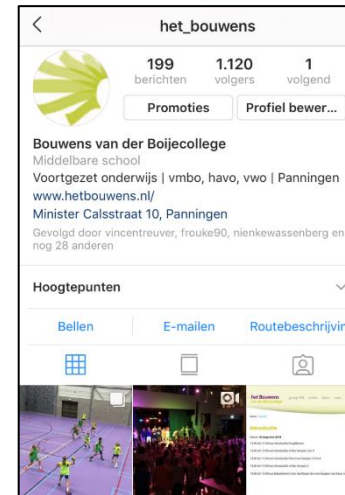 het_bouwens
199 1.120 1
berichten volgers volgend
Promoties Profiel bewer...
Bouwens van der Boijecollege
Middelbare school
Voortgezet onderwijs | vmbo, havo, vwo | Panningen
www.hetbouwens.nl/
Minister Calsstraat 10, Panningen
Gevolgd door vincentreuver, frouke90, nienkewassenberg en
nog 28 anderen
Hoogtepunten
Bellen E-mailen Routebeschrijvin
het Bouwens
Introductie